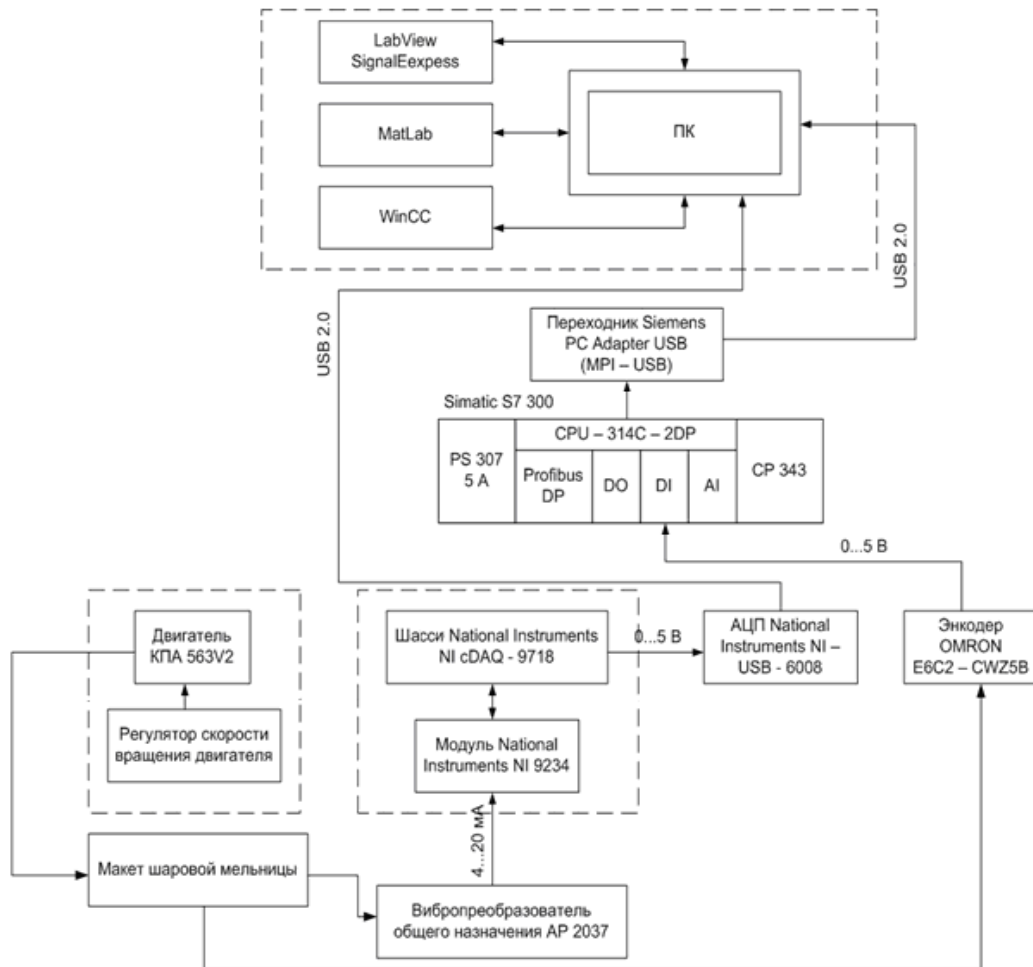 LabView
SignalEexpess
MatLab
WinCC
ПК
USB 2.0
USB 2.0
Переходник Siemens
PC Adapter USB
(MPI – USB)
Simatic S7 300
PS 307
5 A
CPU – 314C – 2DP
Profibus
DP
DO
DI
AI
CP 343
0...5 В
Двигатель
КПА 563V2
Регулятор скорости
вращения двигателя
Шасси National Instruments
NI cDAQ - 9718
0...5 В
Модуль National
Instruments NI 9234
АЦП National
Instruments NI –
USB - 6008
Энкодер
OMRON
E6C2 – CWZ5B
4...20 мА
Макет шаровой мельницы
Вибропреобразователь
общего назначения АР 2037